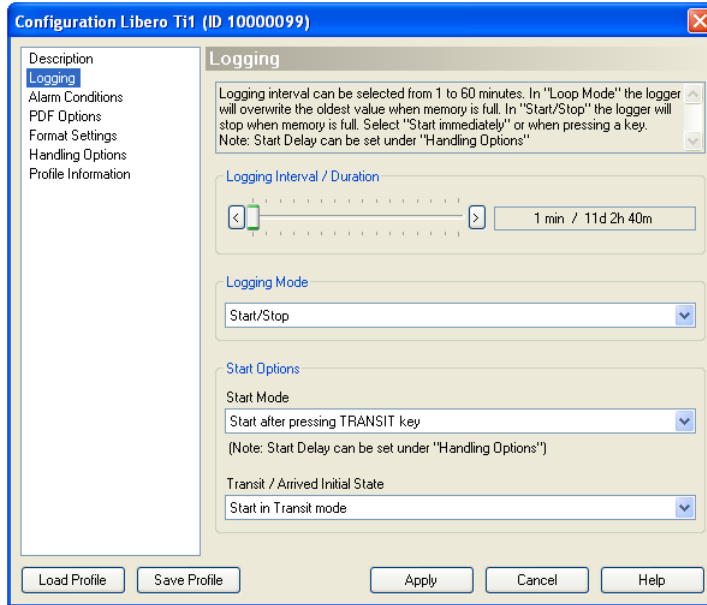 Configuration Libero Ti1 (ID 10000099)
Description
Logging
Alarm Conditions
PDF Options
Format Settings
Handling Options
Profile Information
Logging
Logging interval can be selected from 1 to 60 minutes. In "Loop Mode" the logger
will overwrite the oldest value when memory is full. In "Start/Stop" the logger will
stop when memory is full. Select "Start immediately" or when pressing a key.
Note: Start Delay can be set under "Handling Options"
Logging Interval / Duration
< >
1 min / 11d 2h 40m
Logging Mode
Start/Stop
Start Options
Start Mode
Start after pressing TRANSIT key
(Note: Start Delay can be set under "Handling Options")
Transit / Arrived Initial State
Start in Transit mode
Load Profile
Save Profile
Apply
Cancel
Help